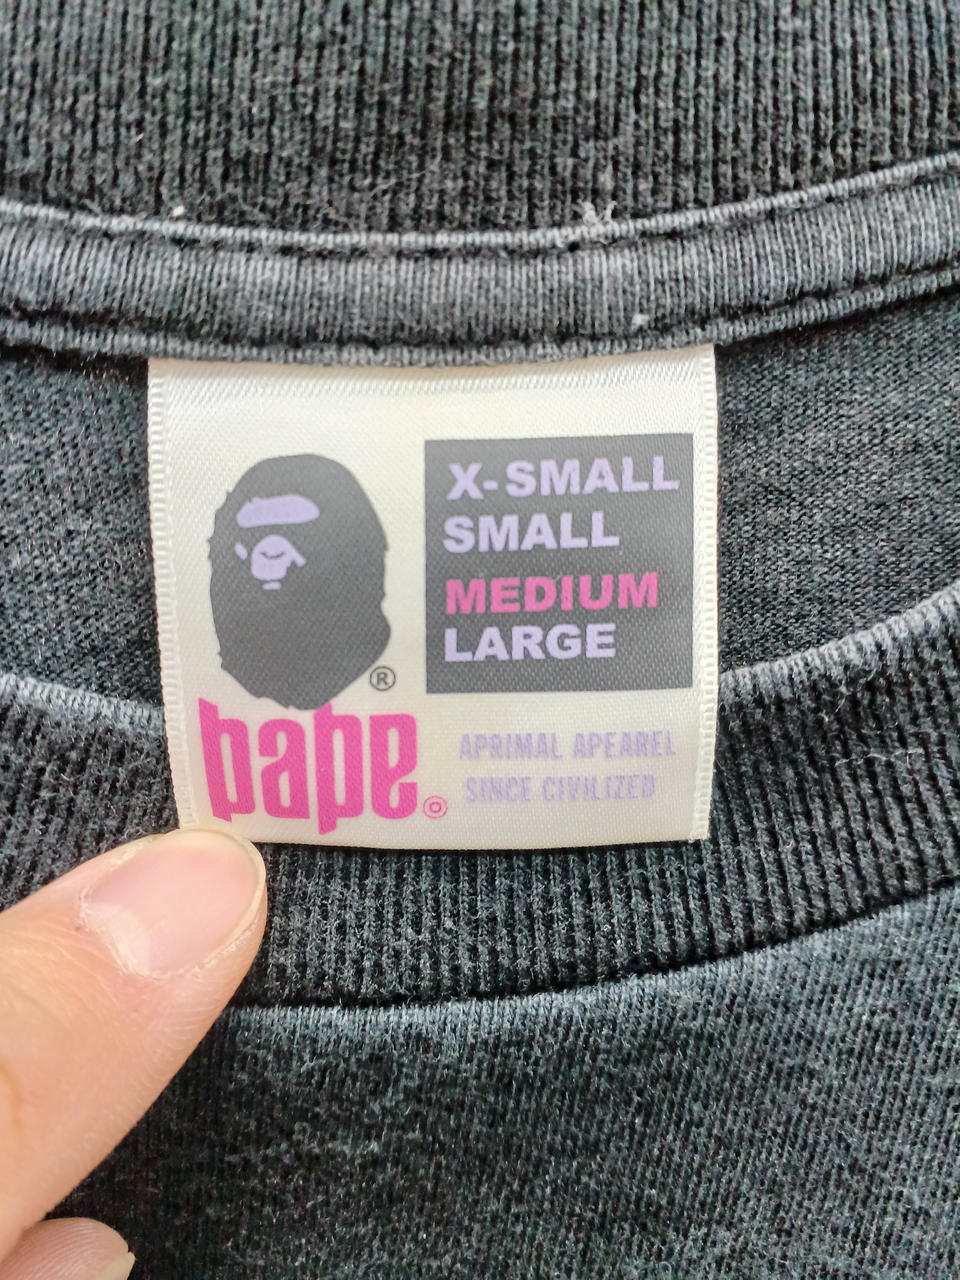 X-SMALL
SMALL
MEDIUM
LARGE
®
bape
©
APRIMAL APEAREL
SINCE CIVILIZED